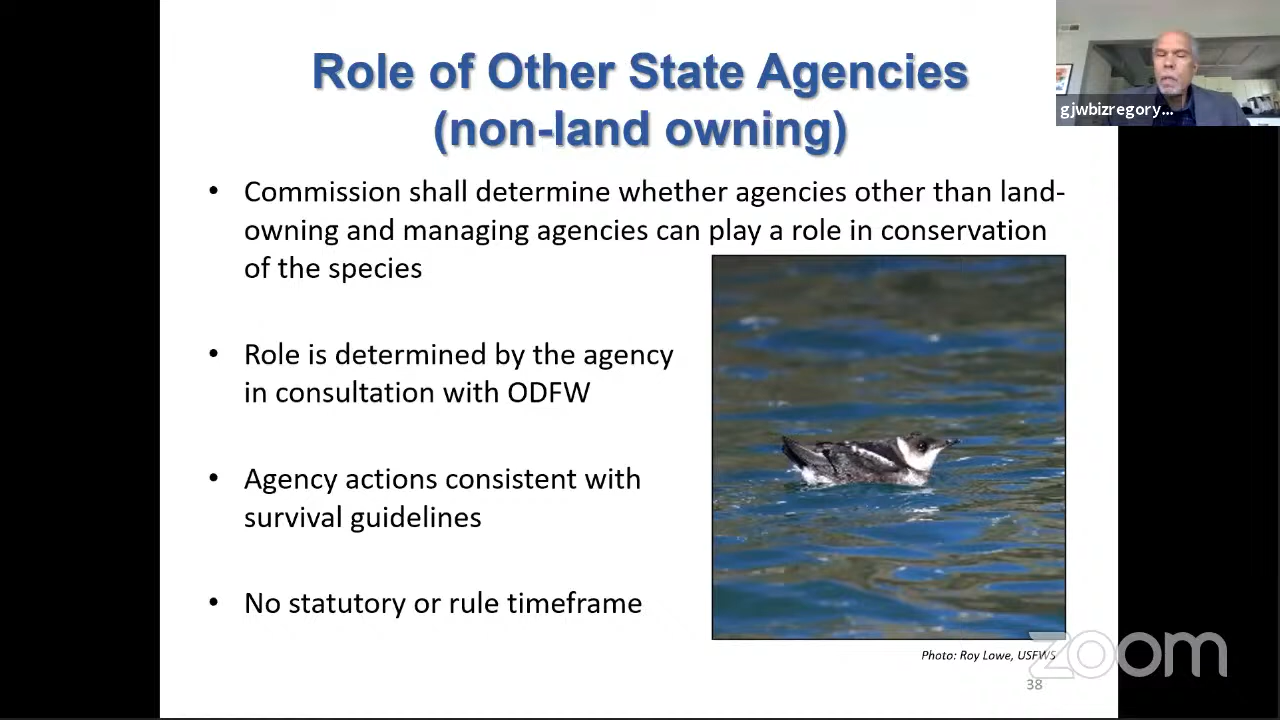 Role of Other State Agencies
(non-land owning)
gjwbizregory...
• Commission shall determine whether agencies other than land-
owning and managing agencies can play a role in conservation
of the species
• Role is determined by the agency
in consultation with ODFW
• Agency actions consistent with
survival guidelines
• No statutory or rule timeframe
Photo: Roy Lowe, USFWS
zoom
38